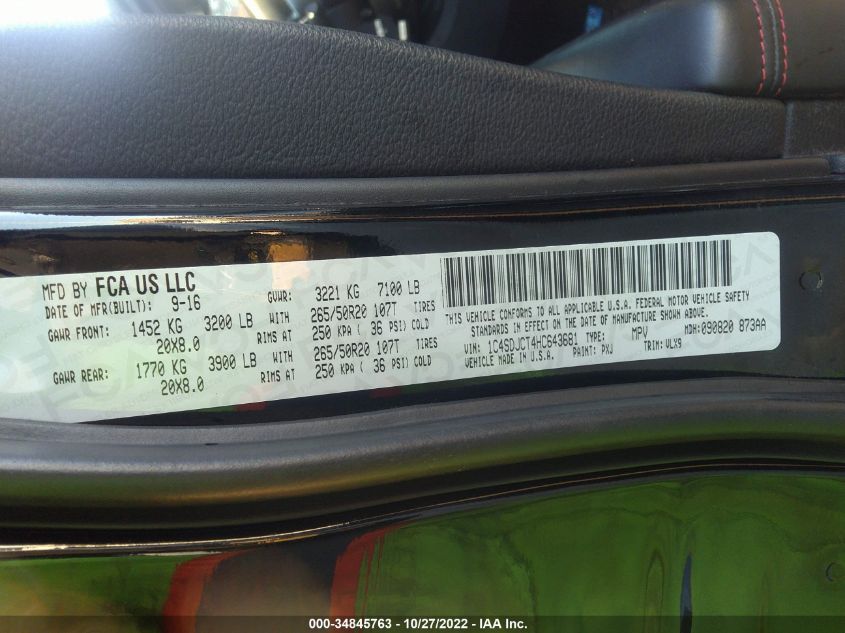 MFD BY FCA US LLC
DATE OF MFR(BUILT): 9-16 GVWR: 3221 KG 7100 LB
GAWR FRONT: 1452 KG 3200 LB WITH 265/50R20 107T TIRES
20X8.0 RIMS AT 250 KPA ( 36 PSI) COLD
GAWR REAR: 1770 KG 3900 LB WITH 265/50R20 107T TIRES
20X8.0 RIMS AT 250 KPA ( 36 PSI) COLD
THIS VEHICLE CONFORMS TO ALL APPLICABLE U.S.A. FEDERAL MOTOR VEHICLE SAFETY
STANDARDS IN EFFECT ON THE DATE OF MANUFACTURE SHOWN ABOVE.
VIN: 1C4SDJCT4HC643681 TYPE: MPV MDH: 090820 873AA
VEHICLE MADE IN U.S.A. PAINT: PXJ TRIM: VLX9
000-34845763 - 10/27/2022 - IAA Inc.